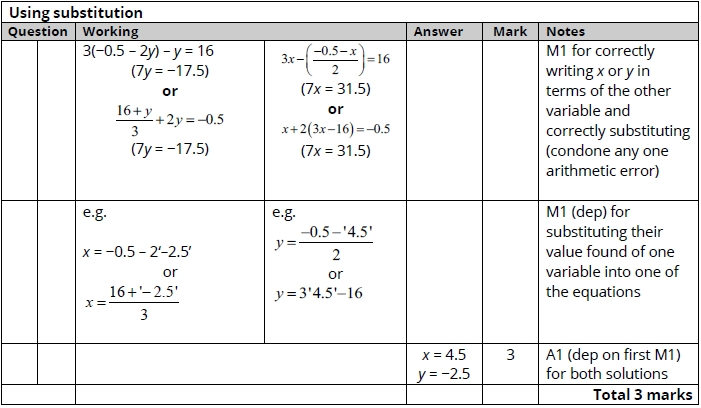 Using substitution
Question Working Answer Mark Notes
3(−0.5 – 2y) – y = 16
(7y = −17.5)
or
(16 + y)/3 + 2y = −0.5
(7y = −17.5)
3x − ((−0.5 − x)/2) = 16
(7x = 31.5)
or
x + 2(3x − 16) = −0.5
(7x = 31.5)
M1 for correctly
writing x or y in
terms of the other
variable and
correctly substituting
(condone any one
arithmetic error)
e.g.
x = −0.5 – 2'–2.5'
or
x = (16 + '− 2.5')/3
e.g.
y = (−0.5 − '4.5')/2
or
y = 3'4.5'−16
M1 (dep) for
substituting their
value found of one
variable into one of
the equations
x = 4.5
y = −2.5
3
A1 (dep on first M1)
for both solutions
Total 3 marks